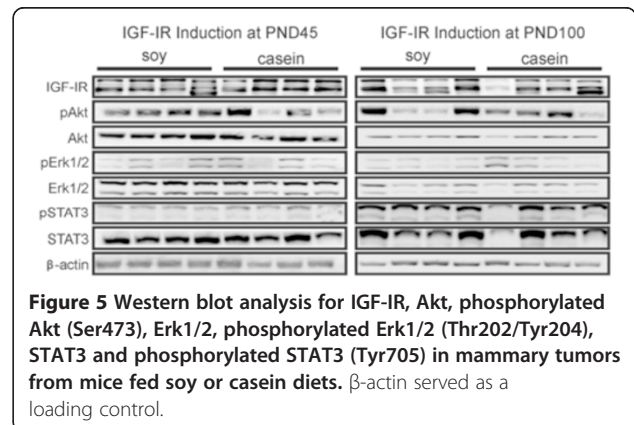 IGF-IR Induction at PND45
IGF-IR Induction at PND100
soy
casein
soy
casein
IGF-IR
pAkt
Akt
pErk1/2
Erk1/2
pSTAT3
STAT3
β-actin
Figure 5 Western blot analysis for IGF-IR, Akt, phosphorylated
Akt (Ser473), Erk1/2, phosphorylated Erk1/2 (Thr202/Tyr204),
STAT3 and phosphorylated STAT3 (Tyr705) in mammary tumors
from mice fed soy or casein diets. β-actin served as a
loading control.